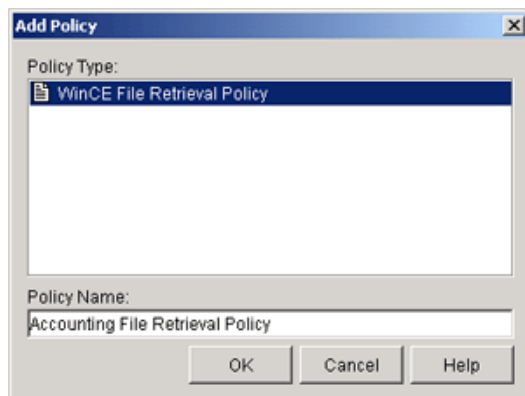 Add Policy
Policy Type:
WinCE File Retrieval Policy
Policy Name:
Accounting File Retrieval Policy
OK Cancel Help